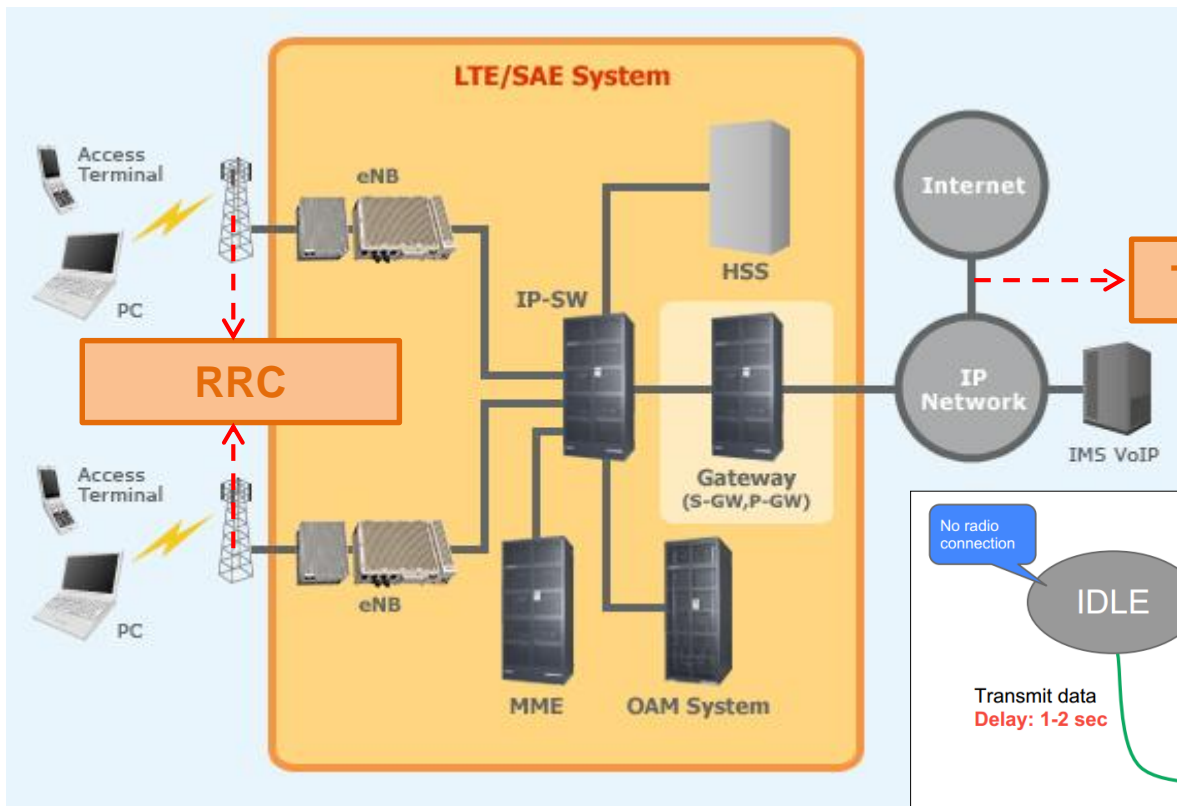 LTE/SAE System
Access
Terminal
eNB
PC
HSS
Internet
IP-SW
RRC
IP
Network
IMS VoIP
Access
Terminal
Gateway
(S-GW,P-GW)
PC
eNB
MME
OAM System
No radio
connection
IDLE
Transmit data
Delay: 1-2 sec